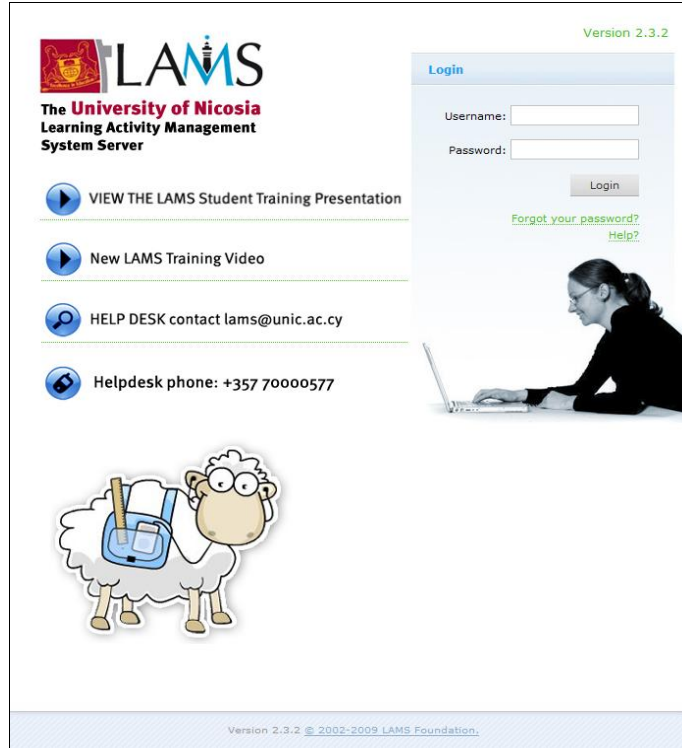 Version 2.3.2
LAMS
The University of Nicosia
Learning Activity Management
System Server
Login
Username:
Password:
Login
Forgot your password?
Help?
VIEW THE LAMS Student Training Presentation
New LAMS Training Video
HELP DESK contact lams@unic.ac.cy
Helpdesk phone: +357 70000577
Version 2.3.2 © 2002-2009 LAMS Foundation.